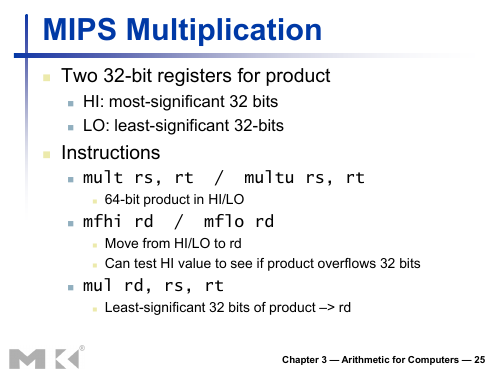 MIPS Multiplication
Two 32-bit registers for product
HI: most-significant 32 bits
LO: least-significant 32-bits
Instructions
mult rs, rt / multu rs, rt
64-bit product in HI/LO
mfhi rd / mflo rd
Move from HI/LO to rd
Can test HI value to see if product overflows 32 bits
mul rd, rs, rt
Least-significant 32 bits of product –> rd
MK®
Chapter 3 — Arithmetic for Computers — 25